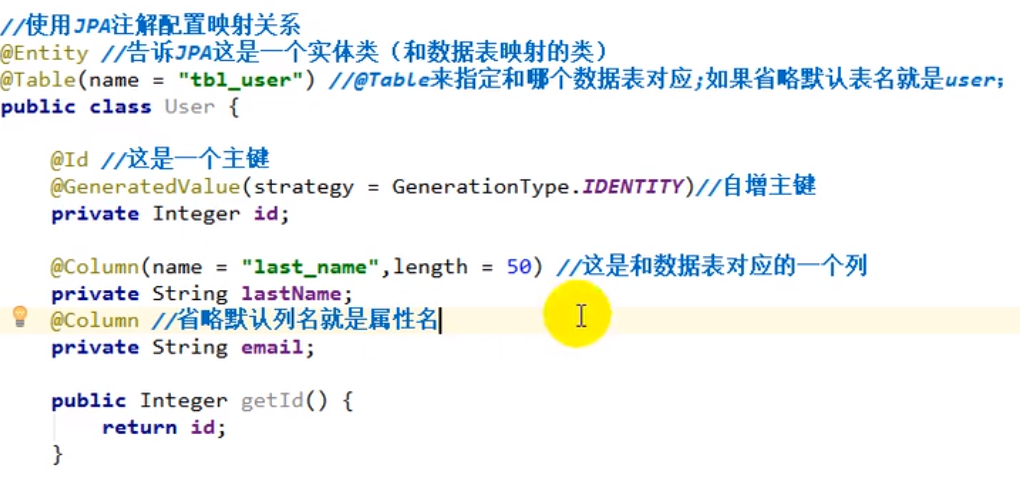 //使用JPA注解配置映射关系
@Entity //告诉JPA这是一个实体类（和数据表映射的类）
@Table(name = "tbl_user") //@Table来指定和哪个数据表对应;如果省略默认表名就是user；
public class User {
@Id //这是一个主键
@GeneratedValue(strategy = GenerationType.IDENTITY)//自增主键
private Integer id;
@Column(name = "last_name",length = 50) //这是和数据表对应的一个列
private String lastName;
@Column //省略默认列名就是属性名
private String email;
public Integer getId() {
return id;
}